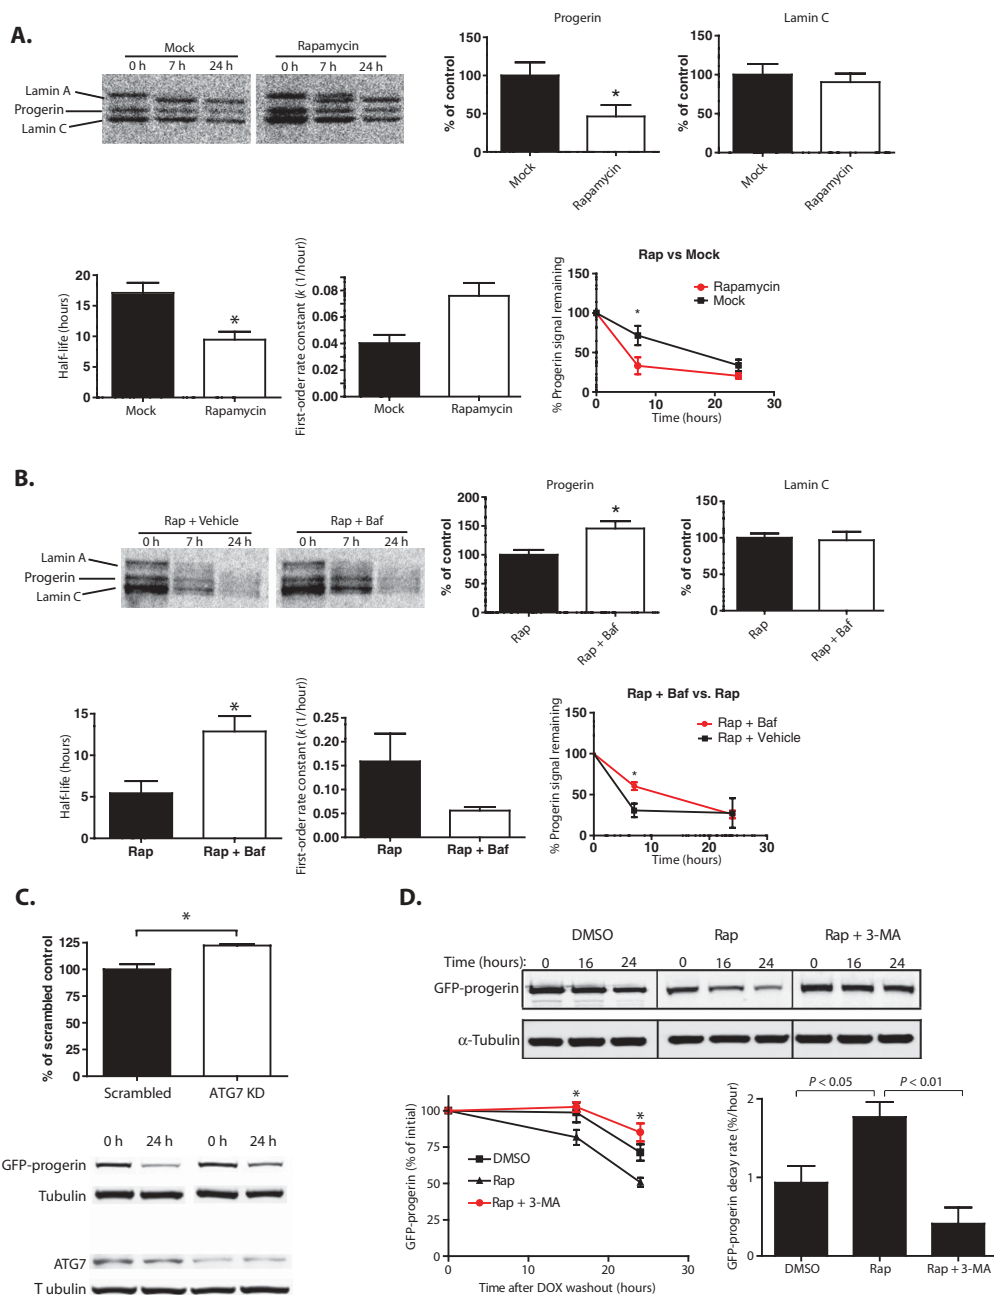 A.
Mock
Rapamycin
0 h 7 h 24 h 0 h 7 h 24 h
Lamin A
Progerin
Lamin C
Progerin
% of control
150
100
50
0
Mock
Rapamycin
*
Lamin C
% of control
150
100
50
0
Mock
Rapamycin
Half-life (hours)
20
15
10
5
0
*
Mock Rapamycin
First-order rate constant (k (1/hour))
0.08
0.06
0.04
0.02
0.00
Mock Rapamycin
Rap vs Mock
% Progerin signal remaining
150
100
50
0
Rapamycin
Mock
*
0 10 20 30
Time (hours)
B.
Rap + Vehicle
Rap + Baf
0 h 7 h 24 h 0 h 7 h 24 h
Lamin A
Progerin
Lamin C
Progerin
% of control
200
150
100
50
0
*
Rap
Rap + Baf
Lamin C
% of control
150
100
50
0
Rap
Rap + Baf
Half-life (hours)
15
10
5
0
*
Rap Rap + Baf
First-order rate constant (k (1/hour))
0.25
0.20
0.15
0.10
0.05
0.00
Rap Rap + Baf
Rap + Baf vs. Rap
% Progerin signal remaining
150
100
50
0
Rap + Baf
Rap + Vehicle
*
0 10 20 30
Time (hours)
C.
*
% of scrambled control
125
100
75
50
25
0
Scrambled ATG7 KD
0 h 24 h 0 h 24 h
GFP-progerin
Tubulin
ATG7
T ubulin
D.
DMSO Rap Rap + 3-MA
Time (hours): 0 16 24 0 16 24 0 16 24
GFP-progerin
α-Tubulin
GFP-progerin (% of initial)
100
75
50
25
0
*
*
DMSO
Rap
Rap + 3-MA
0 10 20 30
Time after DOX washout (hours)
GFP-progerin decay rate (%/hour)
2
1
0
P < 0.05 P < 0.01
DMSO Rap Rap + 3-MA